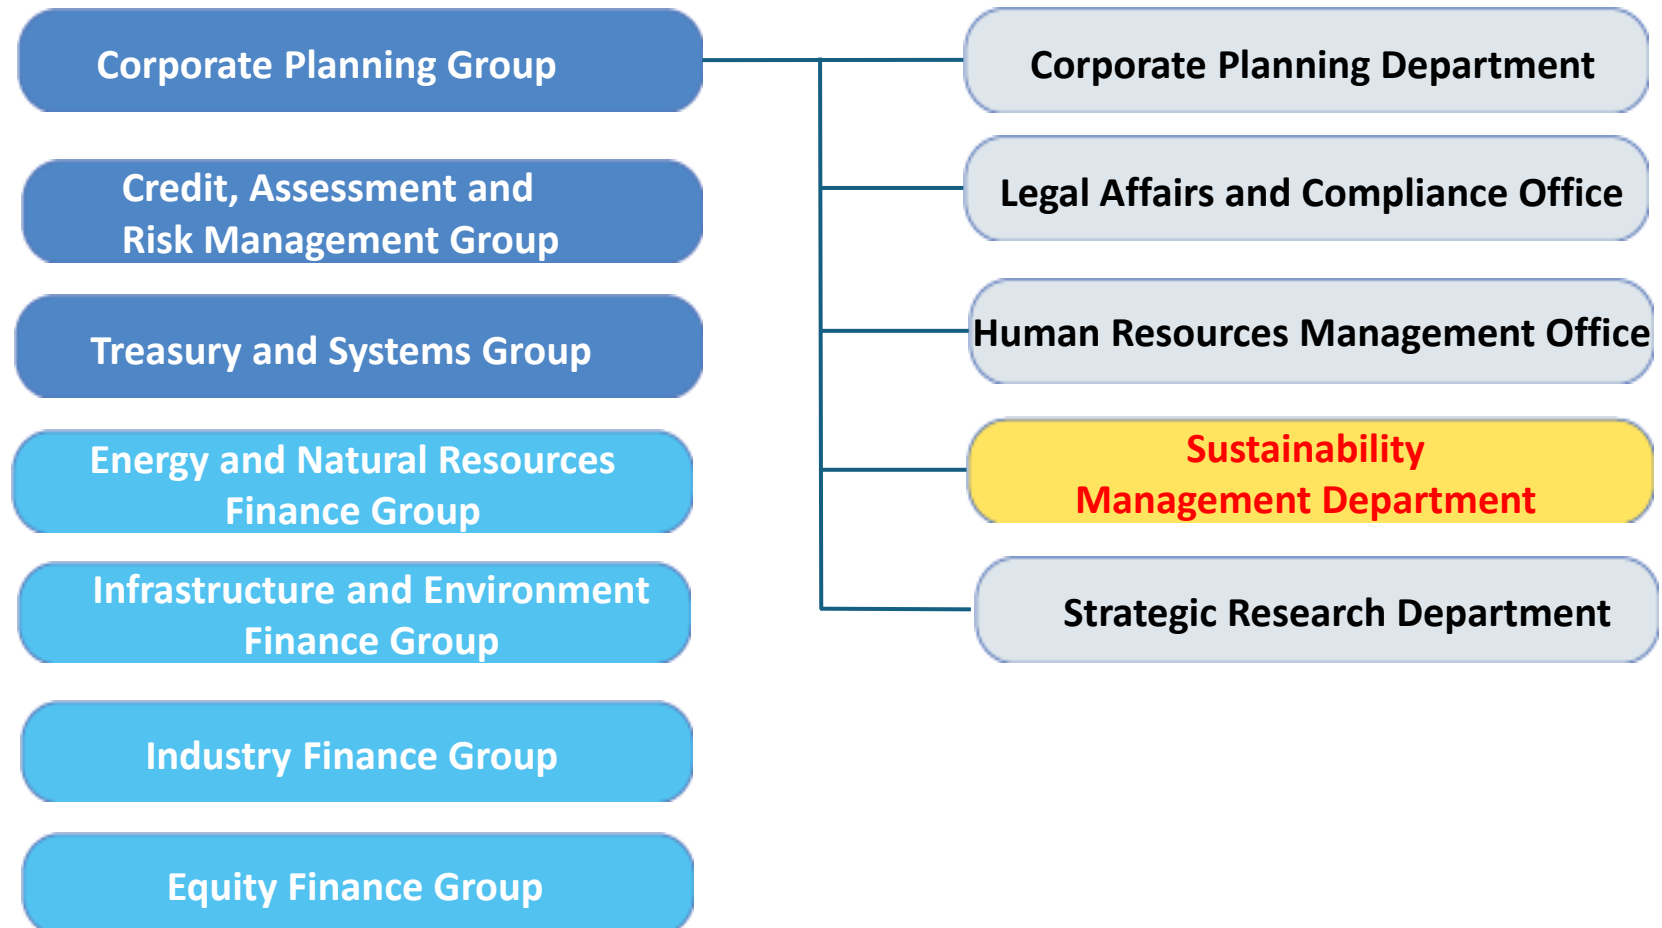 Corporate Planning Group
Credit, Assessment and
Risk Management Group
Treasury and Systems Group
Energy and Natural Resources
Finance Group
Infrastructure and Environment
Finance Group
Industry Finance Group
Equity Finance Group
Corporate Planning Department
Legal Affairs and Compliance Office
Human Resources Management Office
Sustainability
Management Department
Strategic Research Department